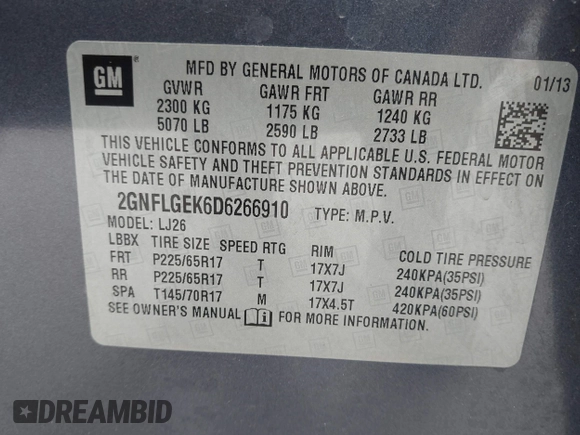 GM
MFD BY GENERAL MOTORS OF CANADA LTD. 01/13
GVWR GAWR FRT GAWR RR
2300 KG 1175 KG 1240 KG
5070 LB 2590 LB 2733 LB
THIS VEHICLE CONFORMS TO ALL APPLICABLE U.S. FEDERAL MOTOR
VEHICLE SAFETY AND THEFT PREVENTION STANDARDS IN EFFECT ON
THE DATE OF MANUFACTURE SHOWN ABOVE.
2GNFLGEK6D6266910 TYPE: M.P.V.
MODEL: LJ26
LBBX TIRE SIZE SPEED RTG RIM COLD TIRE PRESSURE
FRT P225/65R17 T 17X7J 240KPA(35PSI)
RR P225/65R17 T 17X7J 240KPA(35PSI)
SPA T145/70R17 M 17X4.5T 420KPA(60PSI)
SEE OWNER'S MANUAL FOR MORE INFORMATION.
DREAMBID